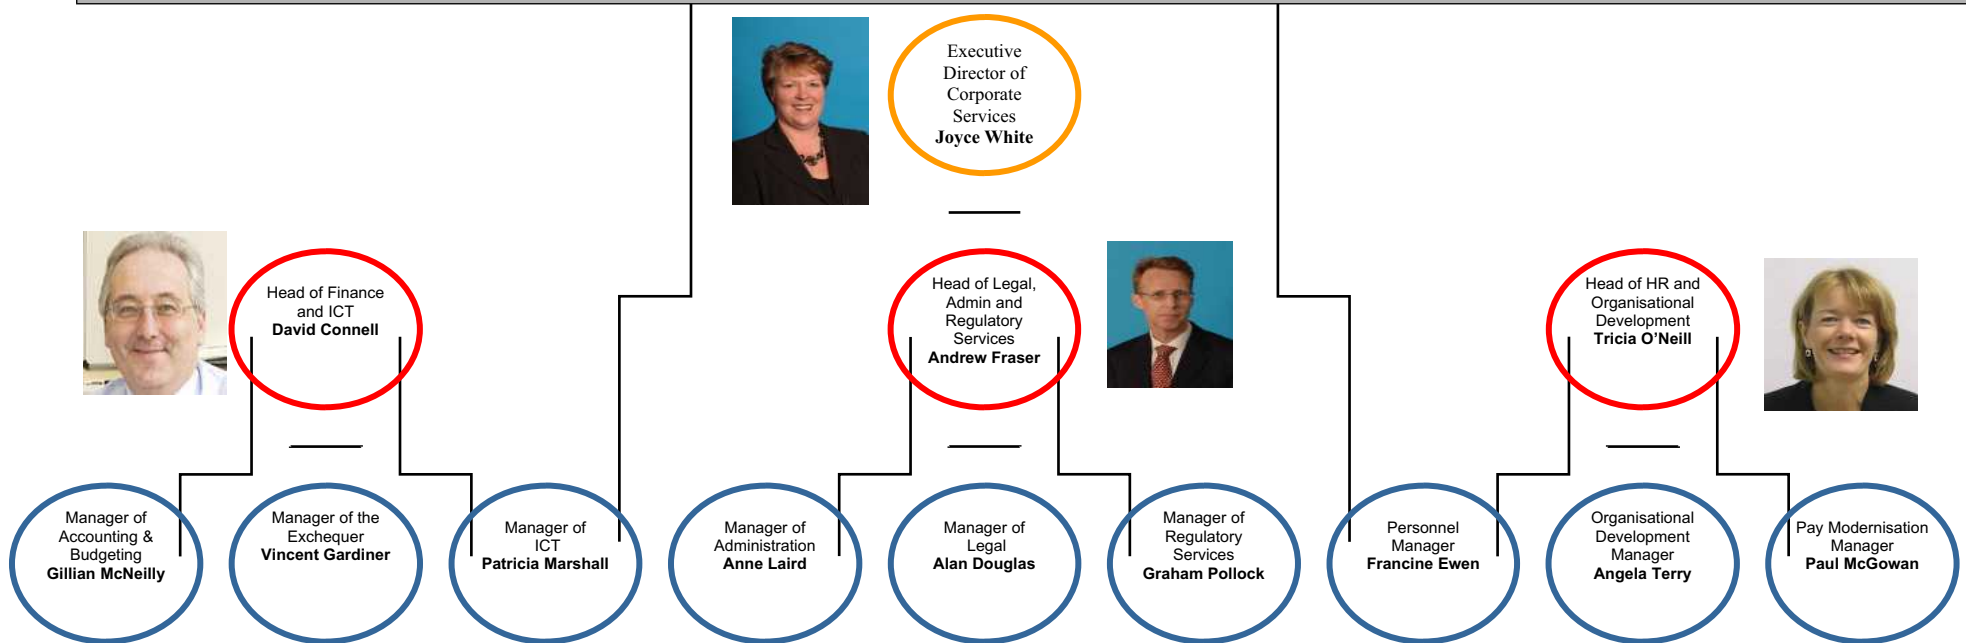 Executive
Director of
Corporate
Services
Joyce White
Head of Finance
and ICT
David Connell
Head of Legal,
Admin and
Regulatory
Services
Andrew Fraser
Head of HR and
Organisational
Development
Tricia O’Neill
Manager of
Accounting &
Budgeting
Gillian McNeilly
Manager of the
Exchequer
Vincent Gardiner
Manager of
ICT
Patricia Marshall
Manager of
Administration
Anne Laird
Manager of
Legal
Alan Douglas
Manager of
Regulatory
Services
Graham Pollock
Personnel
Manager
Francine Ewen
Organisational
Development
Manager
Angela Terry
Pay Modernisation
Manager
Paul McGowan